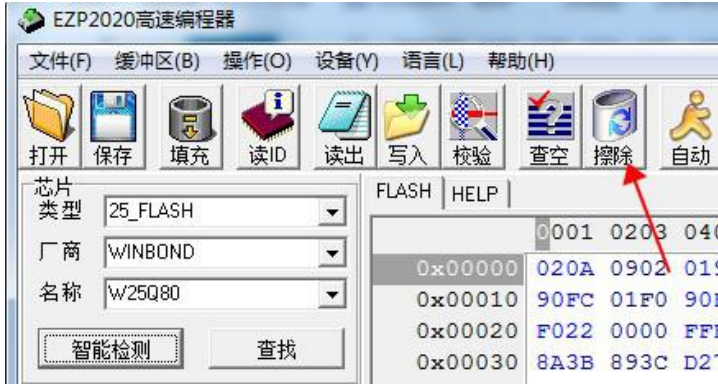 EZP2020高速编程器
文件(F) 缓冲区(B) 操作(O) 设备(Y) 语言(L) 帮助(H)
打开 保存 填充 读ID 读出 写入 校验 查空 擦除 自动
芯片
类型 25_FLASH
厂商 WINBOND
名称 W25Q80
智能检测 查找
FLASH HELP
0001 0203
0x00000 020A 0902
0x00010 90FC 01F0
0x00020 F022 0000
0x00030 8A3B 893C